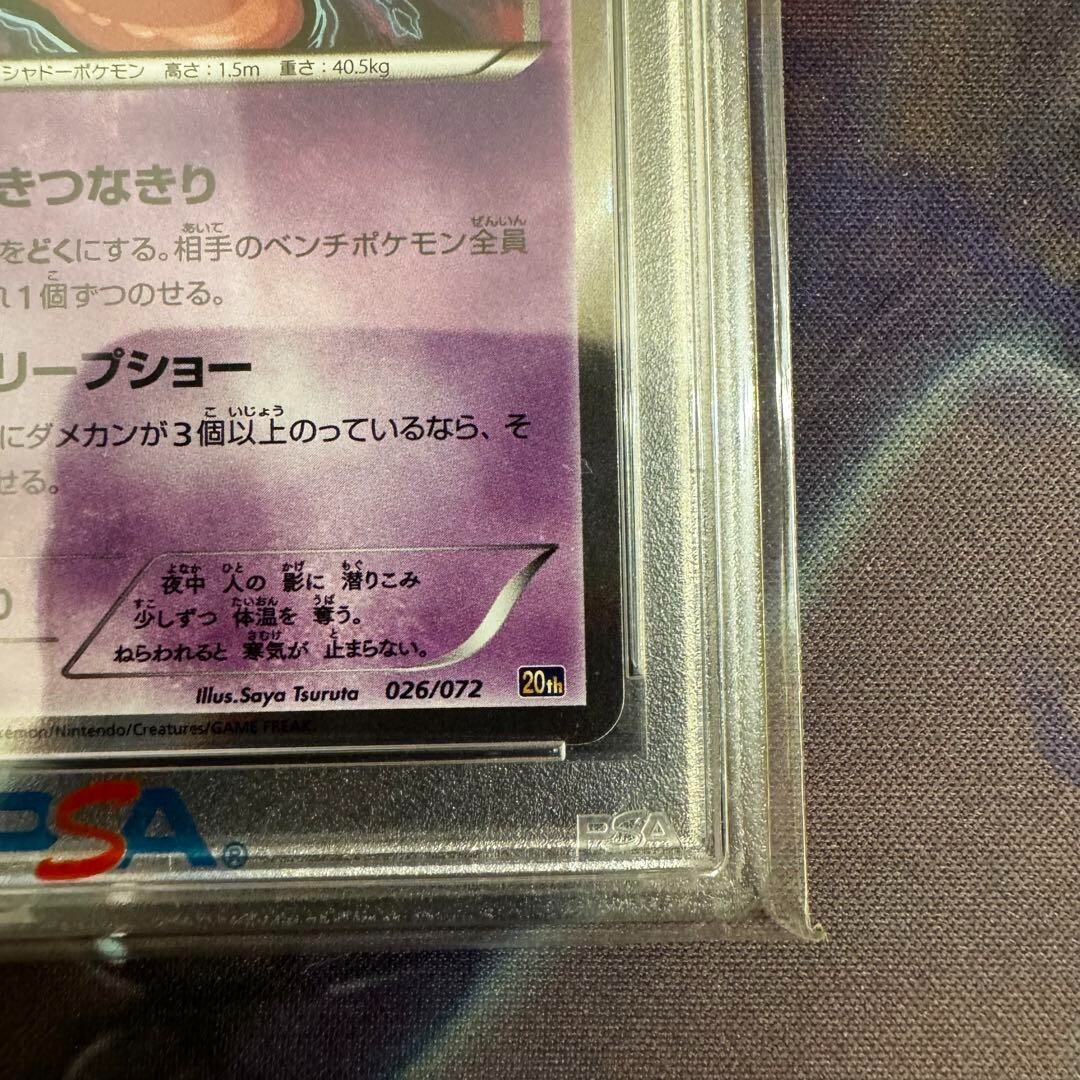 シャドーポケモン 高さ：1.5m 重さ：40.5kg
きつなきり
をどくにする。相手のベンチポケモン全員
れ1個ずつのせる。
リープショー
にダメカンが3個以上のっているなら、そ
せる。
0
夜中 人の 影に 潜りこみ
少しずつ 体温を 奪う。
ねらわれると 寒気が 止まらない。
Illus.Saya Tsuruta 026/072 20th
okémon/Nintendo/Creatures/GAME FREAK.
PSA®
PSA